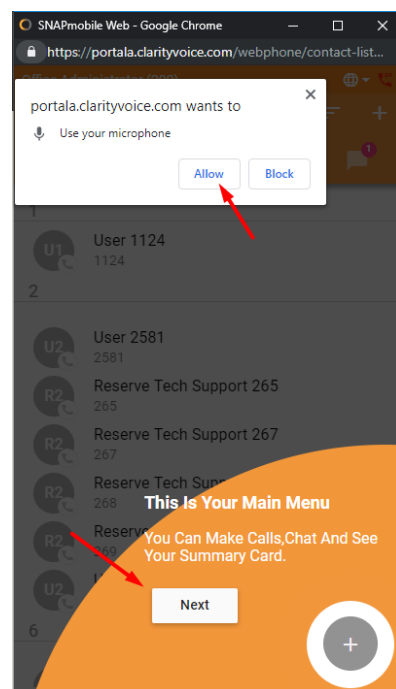 SNAPmobile Web - Google Chrome
https://portala.clarityvoice.com/webphone/contact-list...
portala.clarityvoice.com wants to
Use your microphone
Allow
Block
1
1
U1
User 1124
1124
2
U2
User 2581
2581
R2
Reserve Tech Support 265
265
R2
Reserve Tech Support 267
267
R2
Reserve Tech Supp
268
This Is Your Main Menu
R2
Reserve
269
You Can Make Calls,Chat And See
Your Summary Card.
U2
Next
6